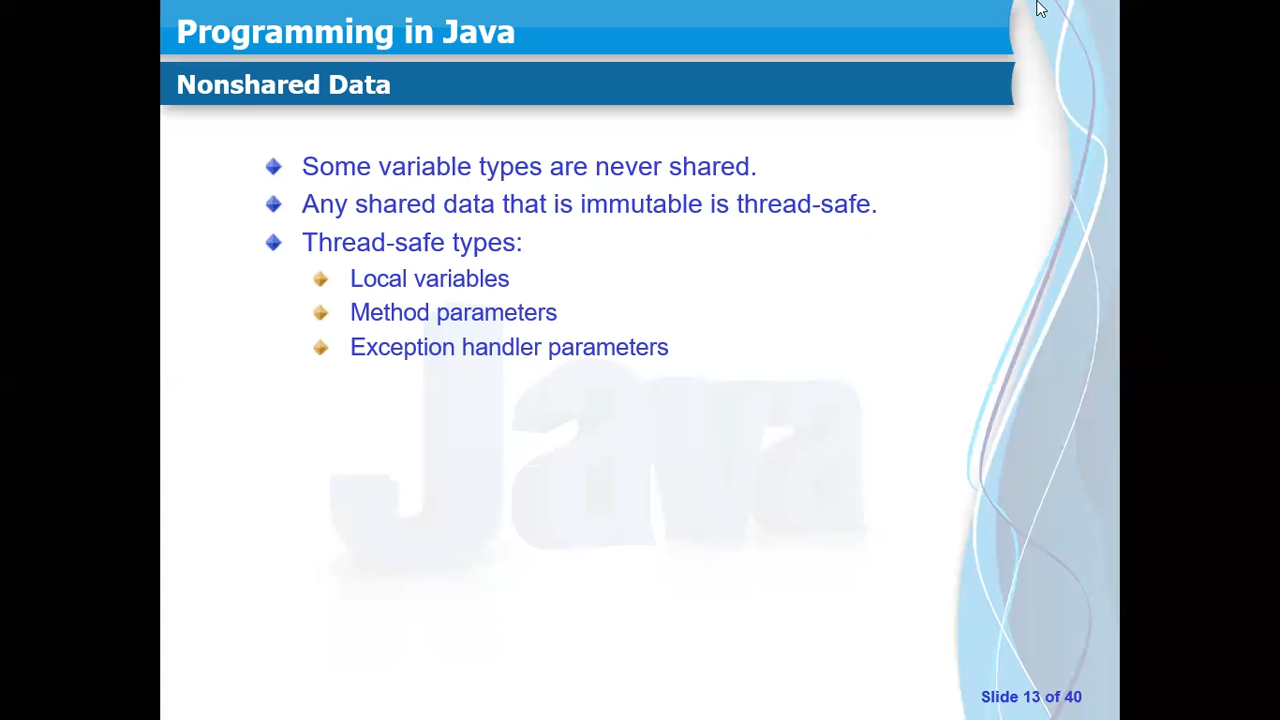 Programming in Java
Nonshared Data
Some variable types are never shared.
Any shared data that is immutable is thread-safe.
Thread-safe types:
Local variables
Method parameters
Exception handler parameters
Java
Slide 13 of 40